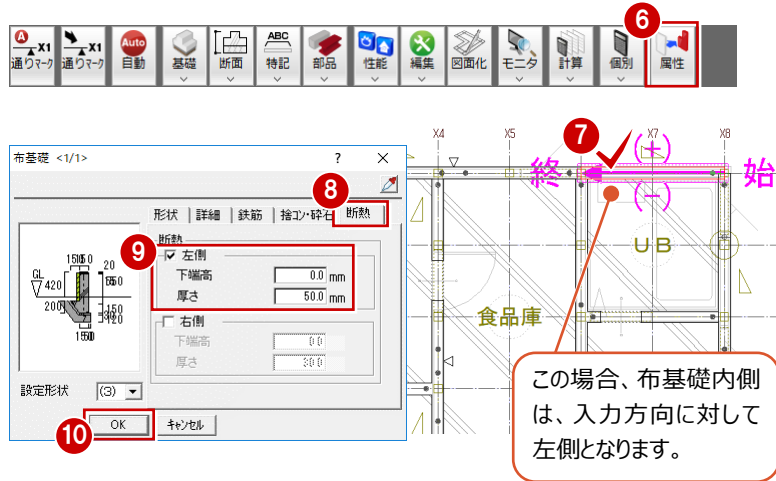 6
A X1 X1 Auto ABC
通りマーク 通りマーク 自動 基礎 断面 特記 部品 性能 編集 図面化 モニタ 計算 個別 属性
布基礎 <1/1> ? ×
8
形状 詳細 鉄筋 捨コン・砕石 断熱
9
断熱
左側
下端高 0.0 mm
厚さ 50.0 mm
右側
下端高 0.0
厚さ 30.0
GL
420
200
20
設定形状 (3)
10
OK キャンセル
X4 X5 7 X7 X8
終 (+) 始
(-)
UB
食品庫
この場合、布基礎内側
は、入力方向に対して
左側となります。